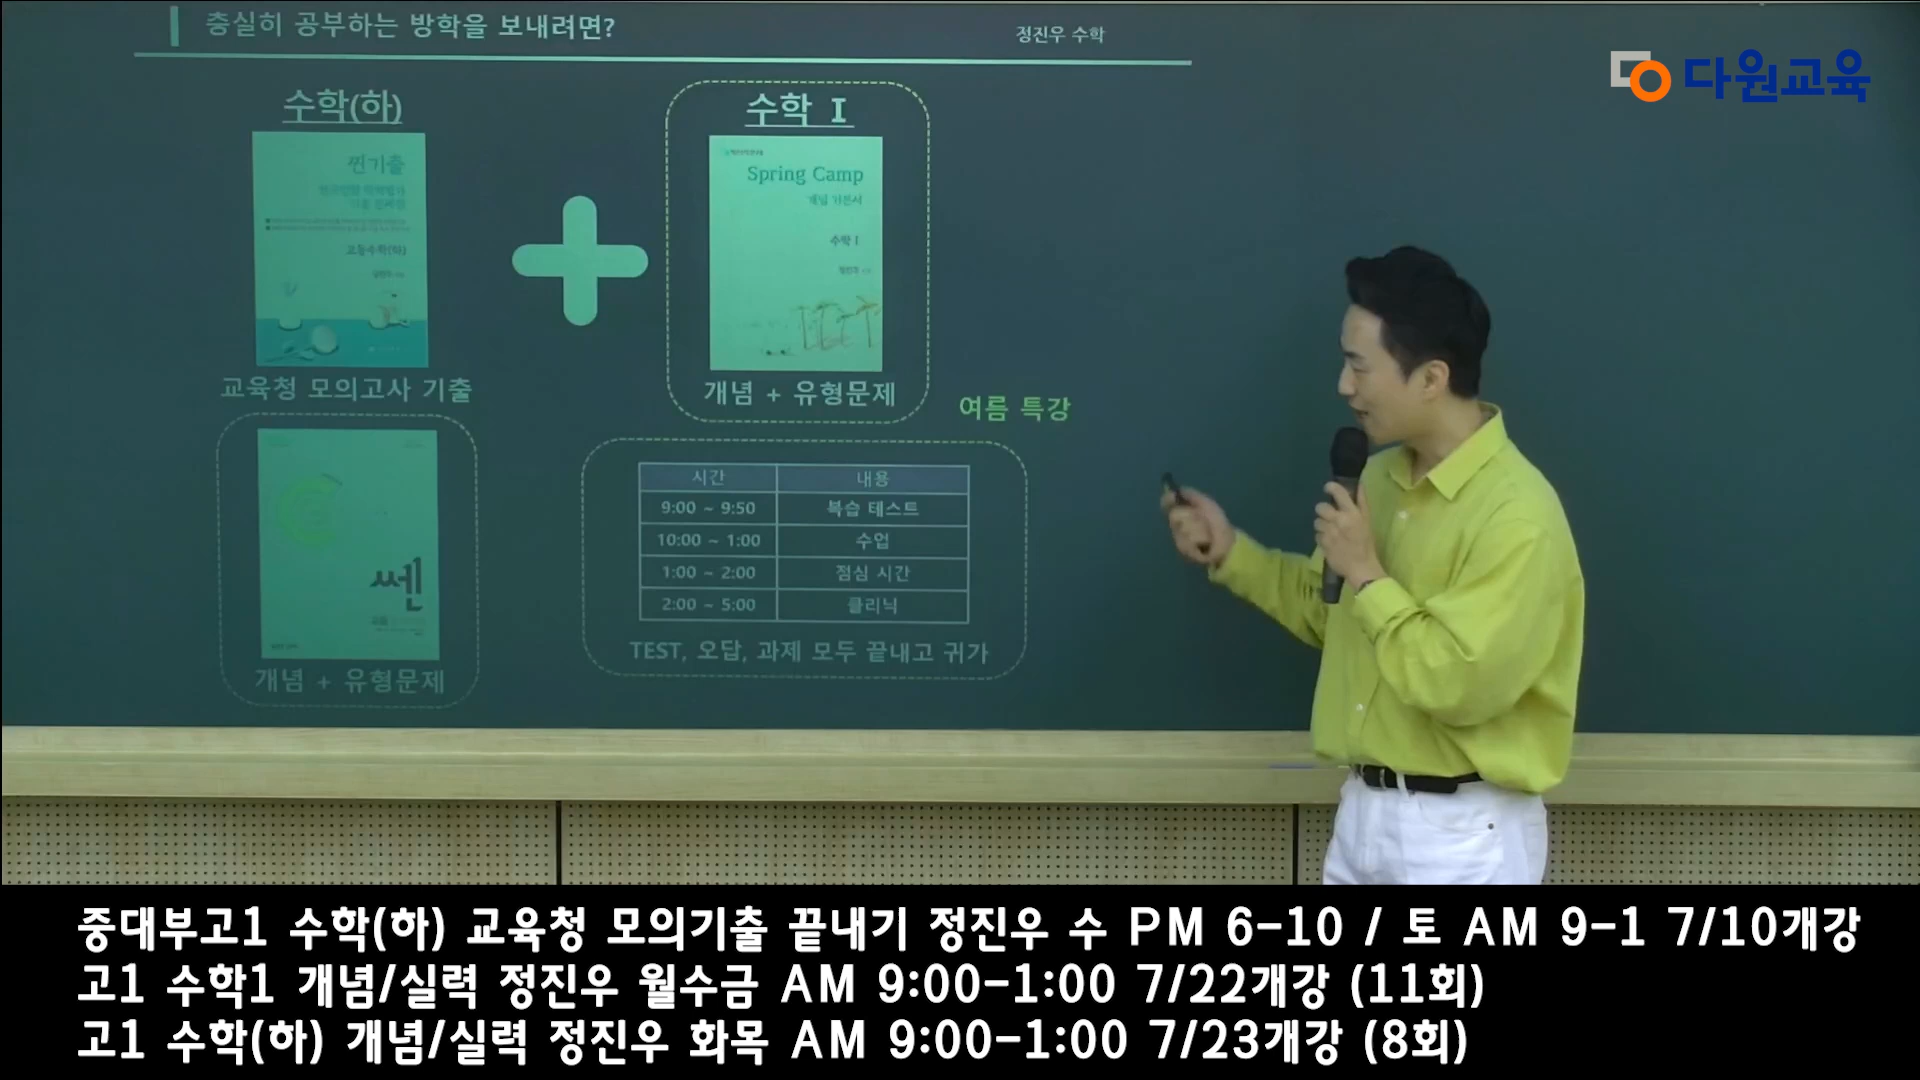 충실히 공부하는 방학을 보내려면?
정진우 수학
다원교육
수학(하)
찐기출
고등수학(하)
교육청 모의고사 기출
수학 I
Spring Camp
개념 기본서
수학 I
개념 + 유형문제
여름 특강
쎈
개념 + 유형문제
시간 내용
9:00 ~ 9:50 복습 테스트
10:00 ~ 1:00 수업
1:00 ~ 2:00 점심 시간
2:00 ~ 5:00 클리닉
TEST, 오답, 과제 모두 끝내고 귀가
중대부고1 수학(하) 교육청 모의기출 끝내기 정진우 수 PM 6-10 / 토 AM 9-1 7/10개강
고1 수학1 개념/실력 정진우 월수금 AM 9:00-1:00 7/22개강 (11회)
고1 수학(하) 개념/실력 정진우 화목 AM 9:00-1:00 7/23개강 (8회)